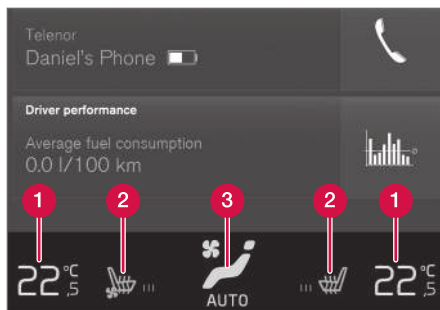 Telenor
Daniel's Phone
Driver performance
Average fuel consumption
0.0 l/100 km
1 2 3 2 1
22,5 °C
22,5 °C
AUTO